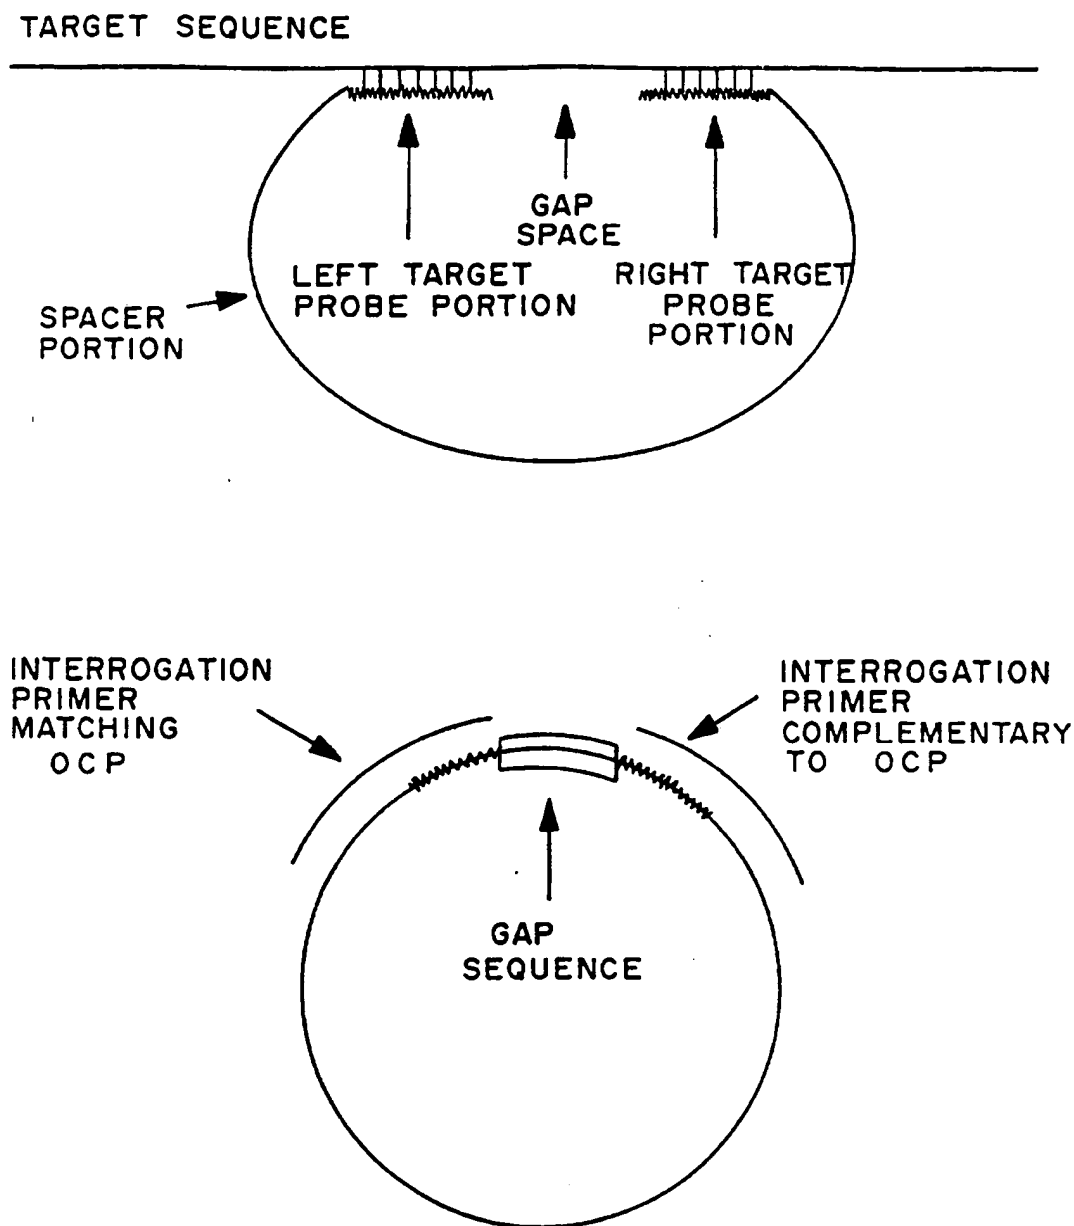 TARGET SEQUENCE
GAP
SPACE
LEFT TARGET
PROBE PORTION
RIGHT TARGET
PROBE
PORTION
SPACER
PORTION
INTERROGATION
PRIMER
MATCHING
OCP
INTERROGATION
PRIMER
COMPLEMENTARY
TO OCP
GAP
SEQUENCE